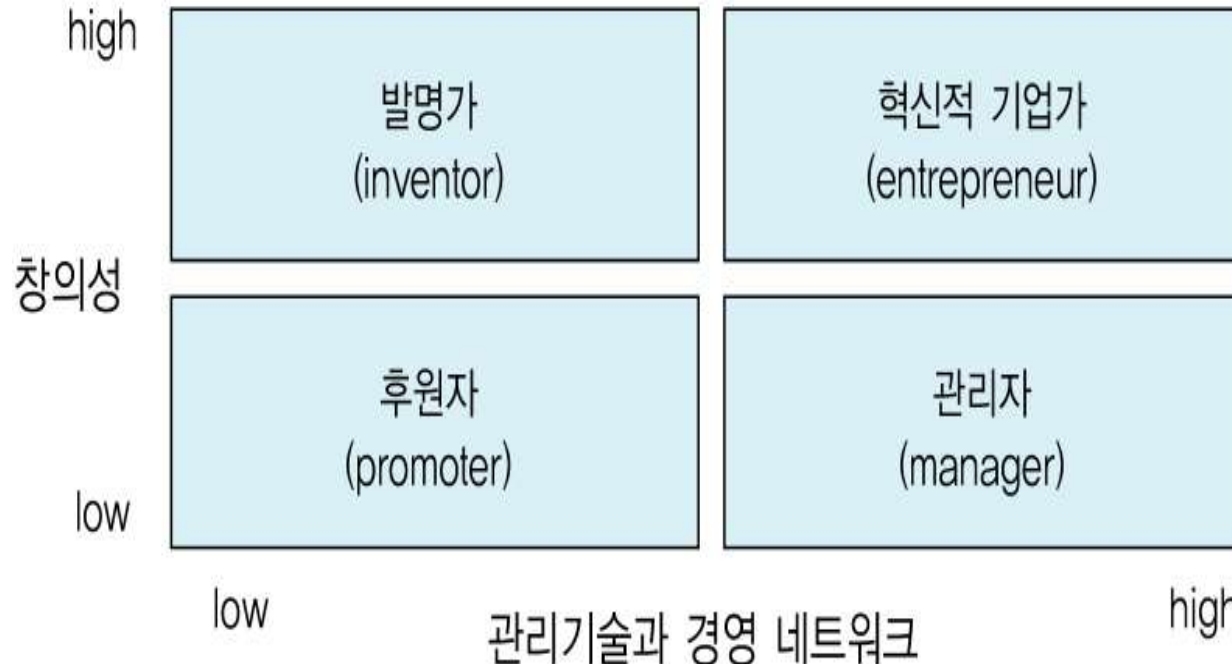 high
발명가
(inventor)
혁신적 기업가
(entrepreneur)
창의성
후원자
(promoter)
관리자
(manager)
low
low
관리기술과 경영 네트워크
high